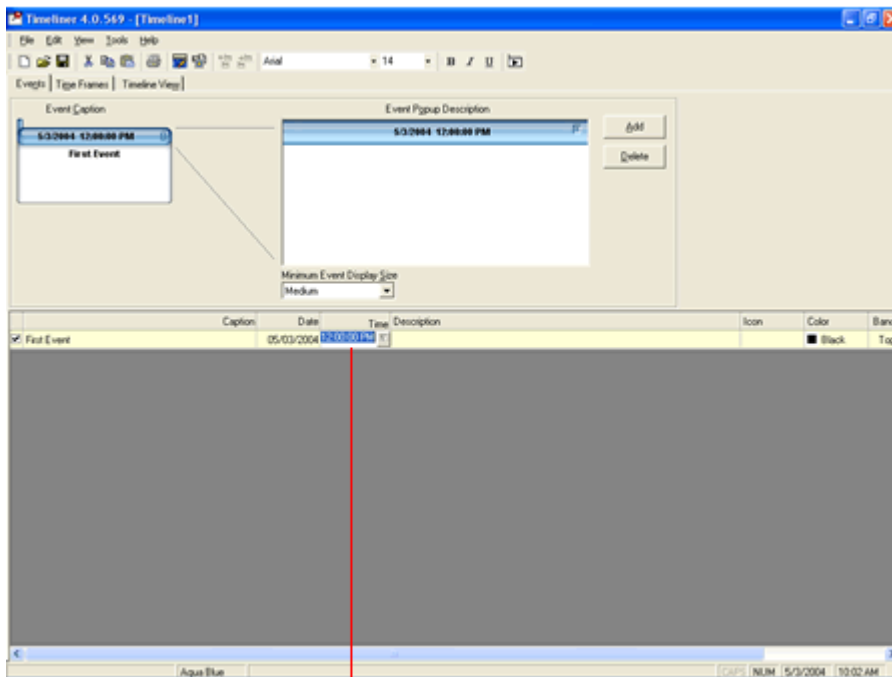 Timeliner 4.0.569 - [Timeline1]
File Edit View Tools Help
Arial 14 B I U
Events Time Frames Timeline View
Event Caption
Event Popup Description
5/3/2004 12:00:00 PM
First Event
5/3/2004 12:00:00 PM
Add
Delete
Minimum Event Display Size
Medium
Caption Date Time Description Icon Color Band
First Event 05/03/2004 12:00:00 PM Black Top
Aqua Blue CAPS NUM 5/3/2004 10:02 AM